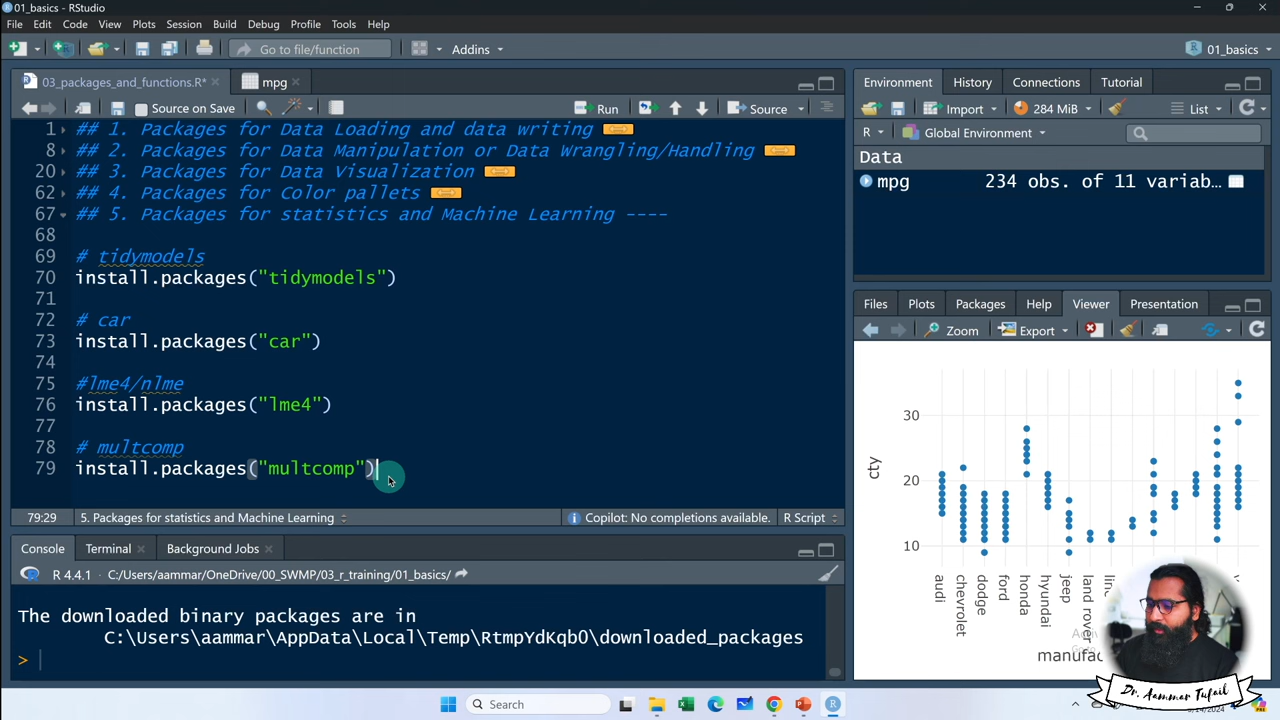 01_basics - RStudio
File Edit Code View Plots Session Build Debug Profile Tools Help
Go to file/function
Addins
01_basics
03_packages_and_functions.R*
mpg
Source on Save
Run
Source
1 ## 1. Packages for Data Loading and data writing
8 ## 2. Packages for Data Manipulation or Data Wrangling/Handling
20 ## 3. Packages for Data Visualization
62 ## 4. Packages for Color pallets
67 ## 5. Packages for statistics and Machine Learning ----
68
69 # tidymodels
70 install.packages("tidymodels")
71
72 # car
73 install.packages("car")
74
75 #lme4/nlme
76 install.packages("lme4")
77
78 # multcomp
79 install.packages("multcomp")
79:29
5. Packages for statistics and Machine Learning
Copilot: No completions available.
R Script
Console Terminal Background Jobs
R 4.4.1 · C:/Users/aammar/OneDrive/00_SWMP/03_r_training/01_basics/
The downloaded binary packages are in
C:\Users\aammar\AppData\Local\Temp\RtmpYdKqb0\downloaded_packages
>
Environment History Connections Tutorial
Import
284 MiB
List
R
Global Environment
Data
mpg 234 obs. of 11 variab...
Files Plots Packages Help Viewer Presentation
Zoom
Export
30
20
10
cty
audi
chevrolet
dodge
ford
honda
hyundai
jeep
land rover
manufac
Dr. Aammar Tufail
Search